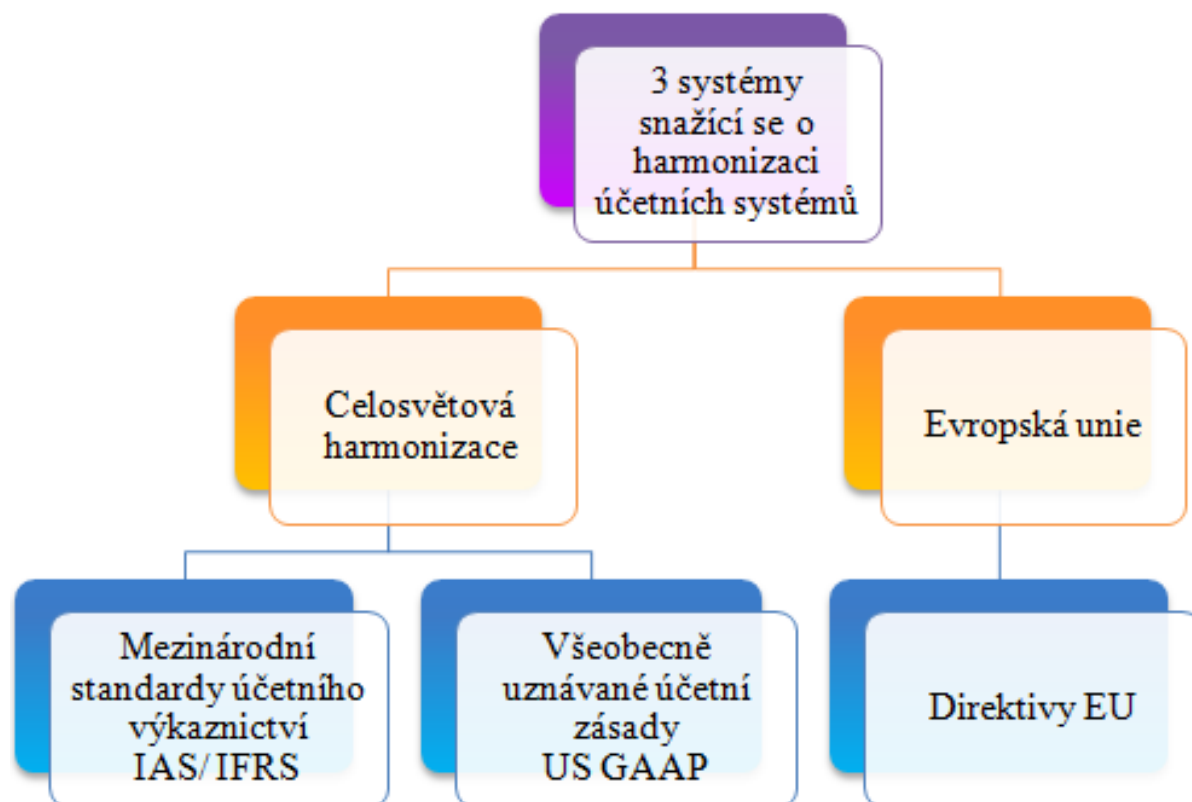 3 systémy
snažící se o
harmonizaci
účetních systémů
Celosvětová
harmonizace
Evropská unie
Mezinárodní
standardy účetního
výkaznictví
IAS/ IFRS
Všeobecně
uznávané účetní
zásady
US GAAP
Direktivy EU